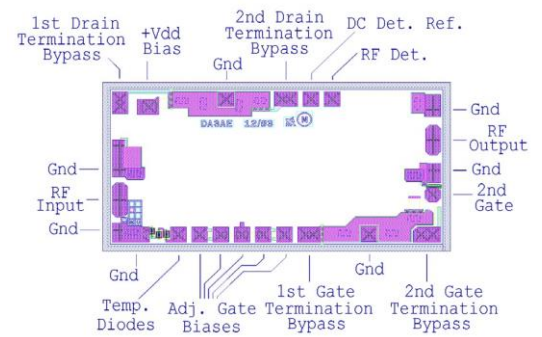 1st Drain
Termination
Bypass
+Vdd
Bias
Gnd
2nd Drain
Termination
Bypass
DC Det. Ref.
RF Det.
Gnd
RF
Output
Gnd
2nd
Gate
Gnd
RF
Input
Gnd
DASAE 12/03
M
Gnd
Temp.
Diodes
Adj. Gate
Biases
1st Gate
Termination
Bypass
Gnd
2nd Gate
Termination
Bypass